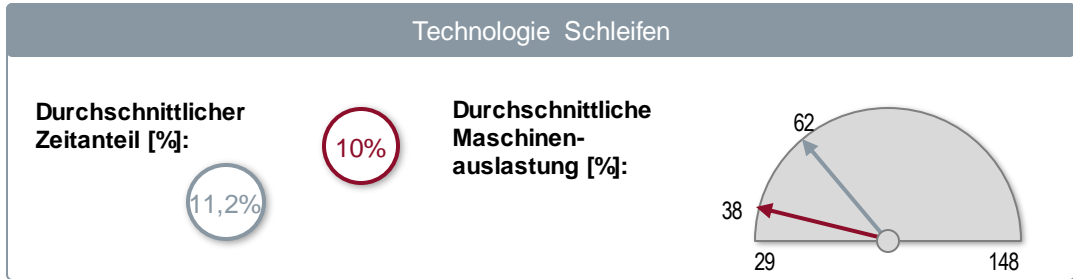 Technologie Schleifen
Durchschnittlicher
Zeitanteil [%]:
10%
11,2%
Durchschnittliche
Maschinen-
auslastung [%]:
62
38
29
148